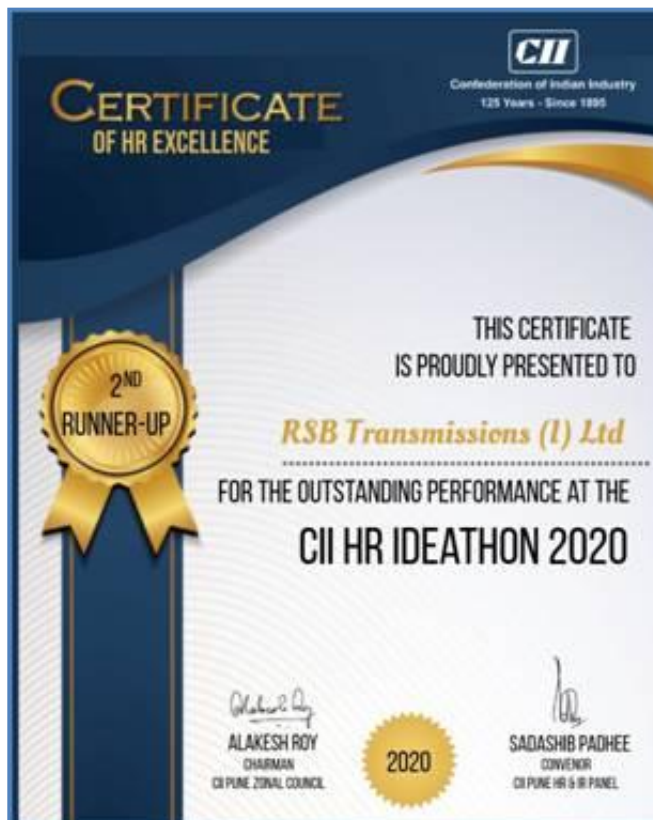 CERTIFICATE
OF HR EXCELLENCE
CII
Confederation of Indian Industry
125 Years - Since 1895
2ND
RUNNER-UP
THIS CERTIFICATE
IS PROUDLY PRESENTED TO
RSB Transmissions (I) Ltd
FOR THE OUTSTANDING PERFORMANCE AT THE
CII HR IDEATHON 2020
ALAKESH ROY
CHAIRMAN
CII PUNE ZONAL COUNCIL
2020
SADASHIB PADHEE
CONVENOR
CII PUNE HR & IR PANEL